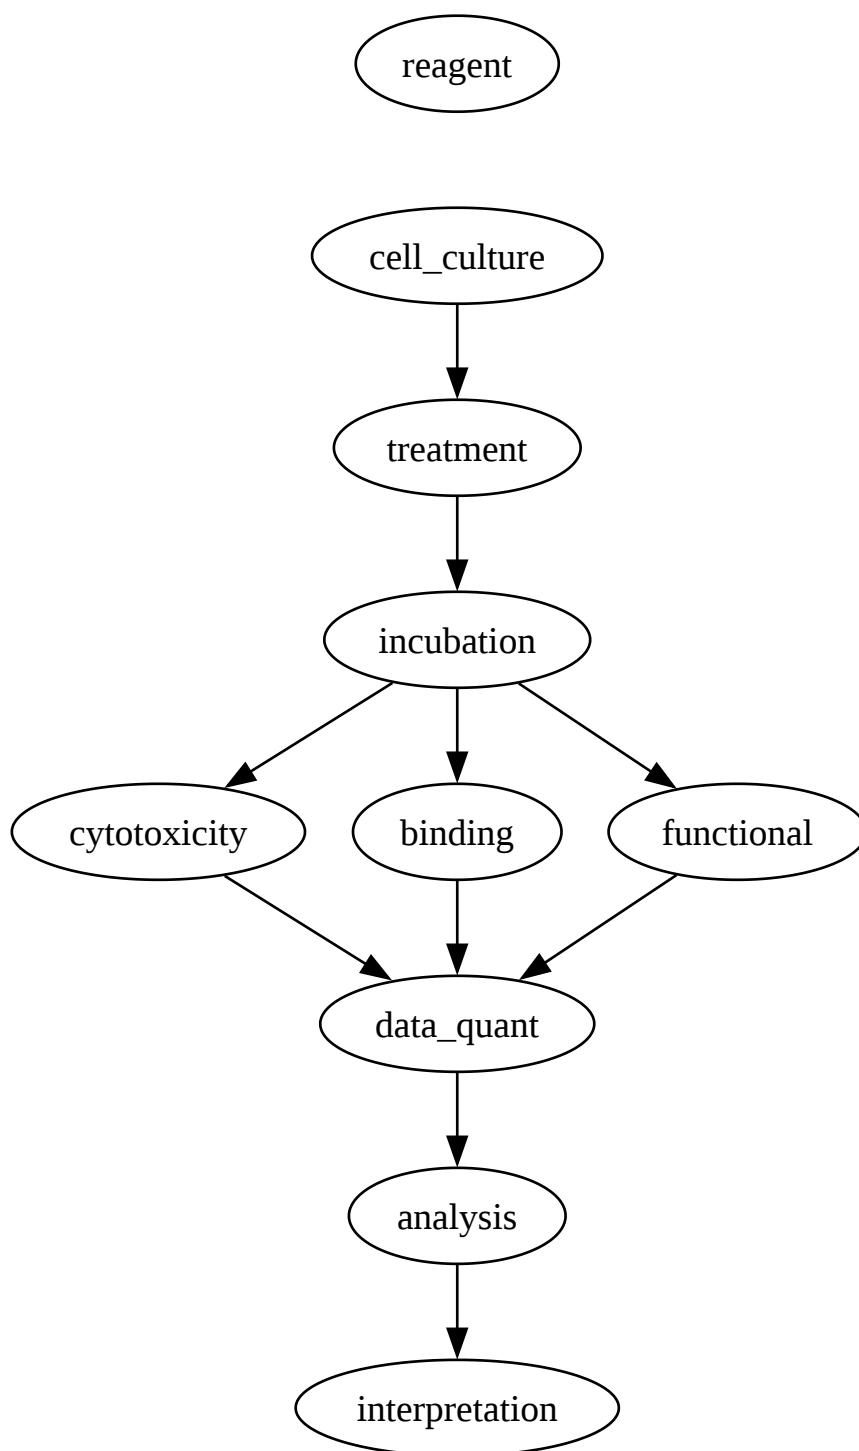 reagent
cell_culture
treatment
incubation
cytotoxicity
binding
functional
data_quant
analysis
interpretation